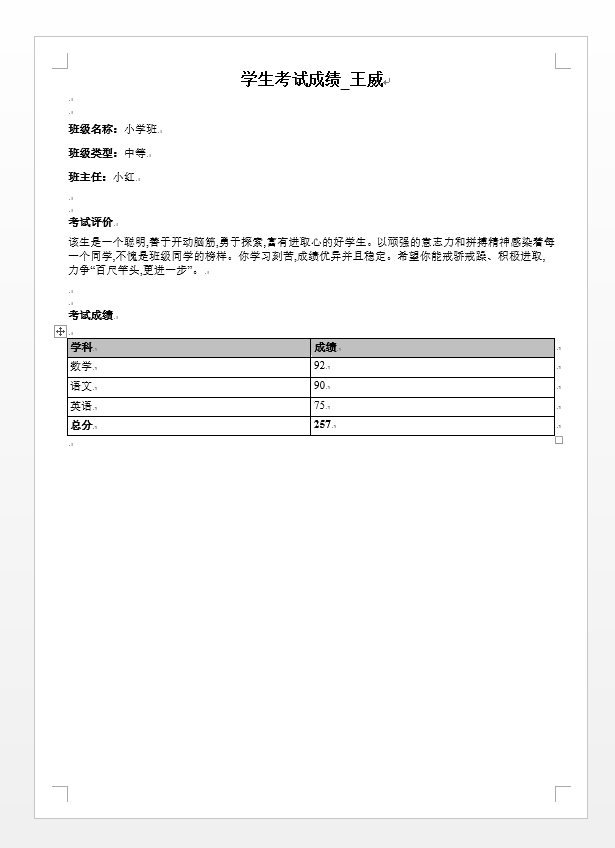 学生考试成绩_王威
班级名称：小学班
班级类型：中等
班主任：小红
考试评价
该生是一个聪明,善于开动脑筋,勇于探索,富有进取心的好学生。以顽强的意志力和拼搏精神感染着每
一个同学,不愧是班级同学的榜样。你学习刻苦,成绩优异并且稳定。希望你能戒骄戒躁、积极进取,
力争“百尺竿头,更进一步”。
考试成绩
学科 成绩
数学 92
语文 90
英语 75
总分 257